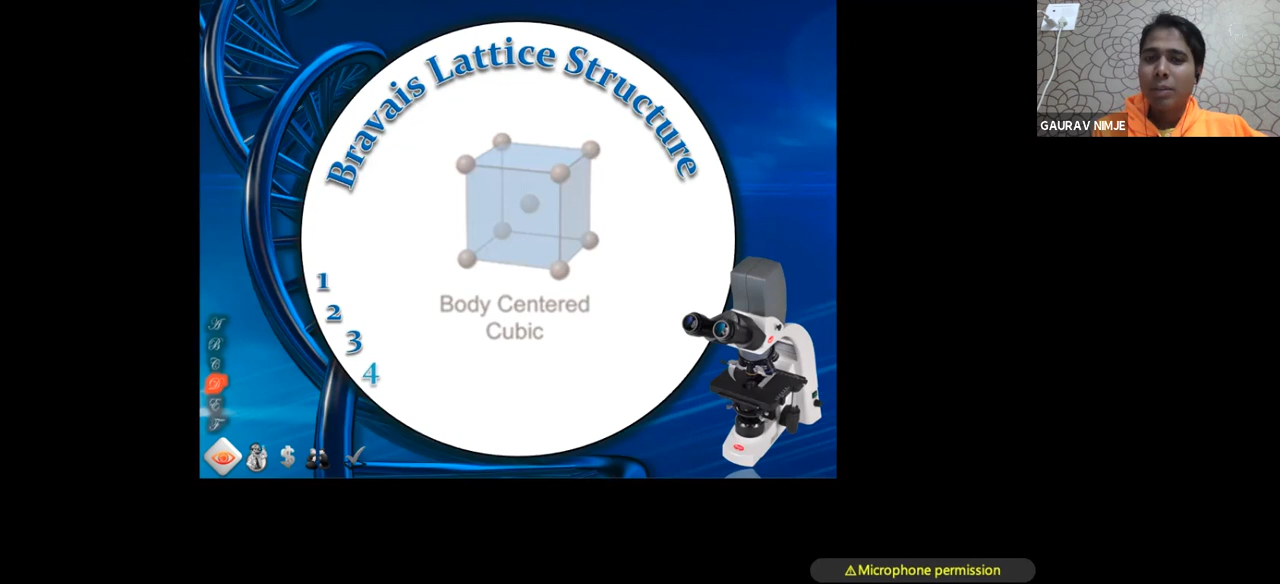 Bravais Lattice Structure
GAURAV NIMJE
Body Centered
Cubic
1
2
3
4
A
B
C
D
E
F
$
⚠Microphone permission